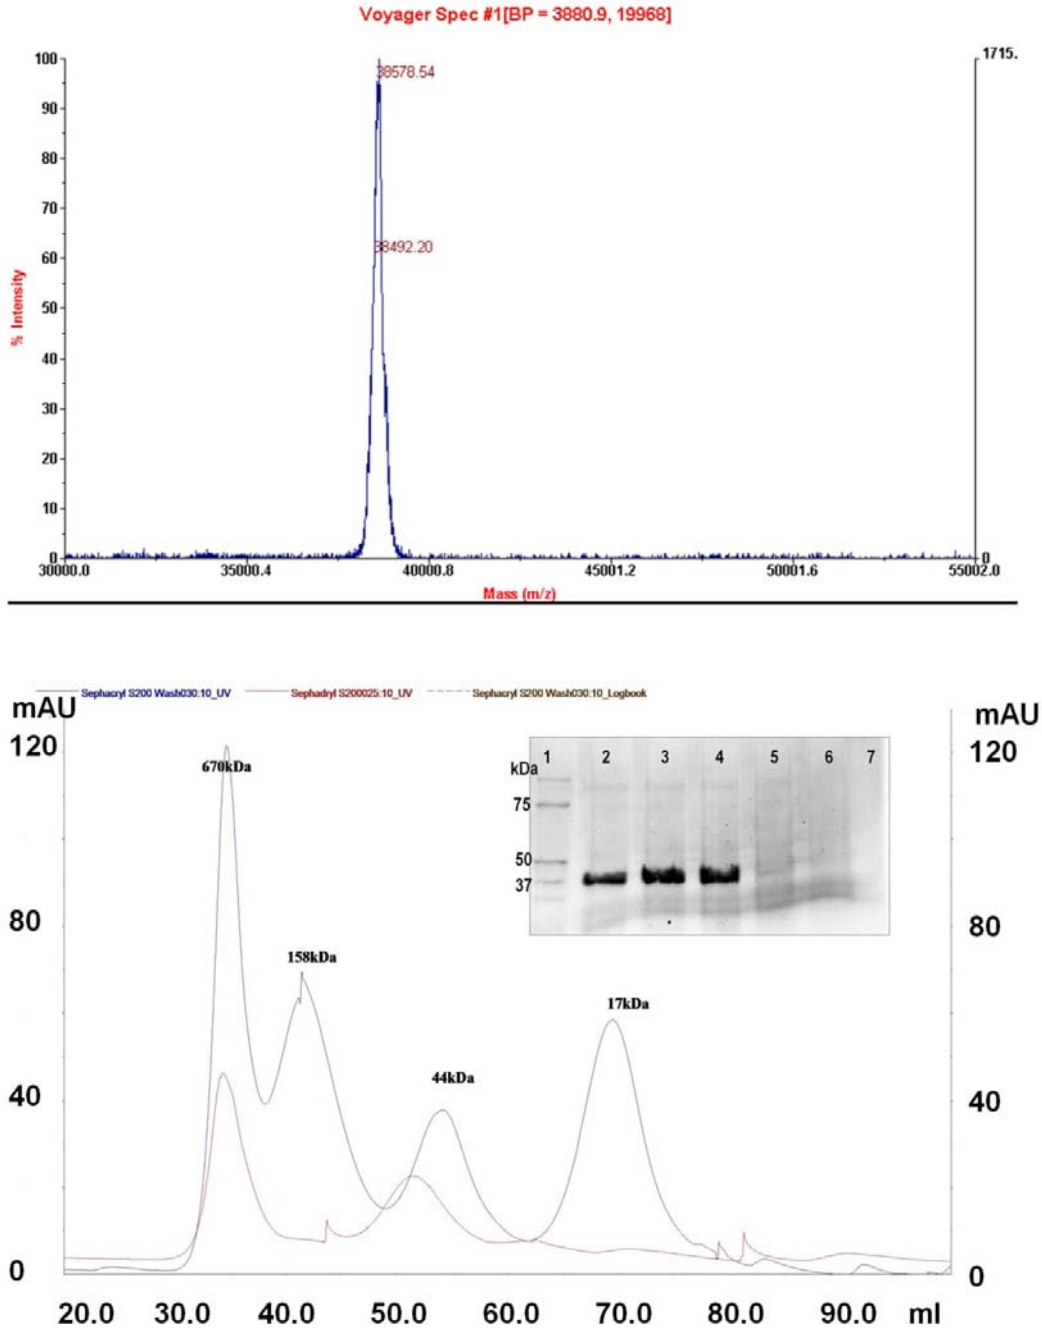 Voyager Spec #1[BP = 3880.9, 19968]
100
1715.
38578.54
90
80
70
38492.20
60
50
40
30
20
10
0
0
% Intensity
30000.0 35000.4 40000.8 45001.2 50001.6 55002.0
Mass (m/z)
Sephacryl S200 Wash030:10_UV Sephadryl S200025:10_UV Sephacryl S200 Wash030:10_Logbook
mAU mAU
120 120
670kDa
1 2 3 4 5 6 7
kDa
75
50
37
80 80
158kDa
17kDa
44kDa
40 40
0 0
20.0 30.0 40.0 50.0 60.0 70.0 80.0 90.0 ml